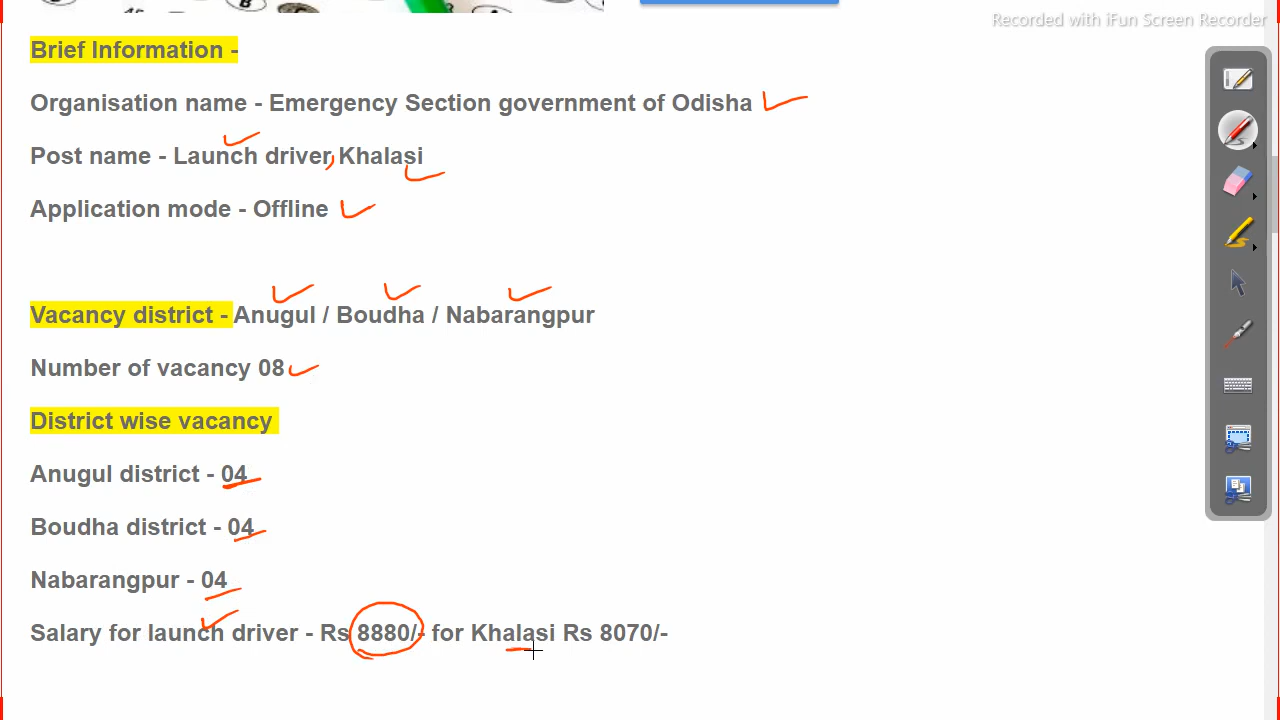 Recorded with iFun Screen Recorder
Brief Information -
Organisation name - Emergency Section government of Odisha
Post name - Launch driver, Khalasi
Application mode - Offline
Vacancy district - Anugul / Boudha / Nabarangpur
Number of vacancy 08
District wise vacancy
Anugul district - 04
Boudha district - 04
Nabarangpur - 04
Salary for launch driver - Rs 8880/- for Khalasi Rs 8070/-